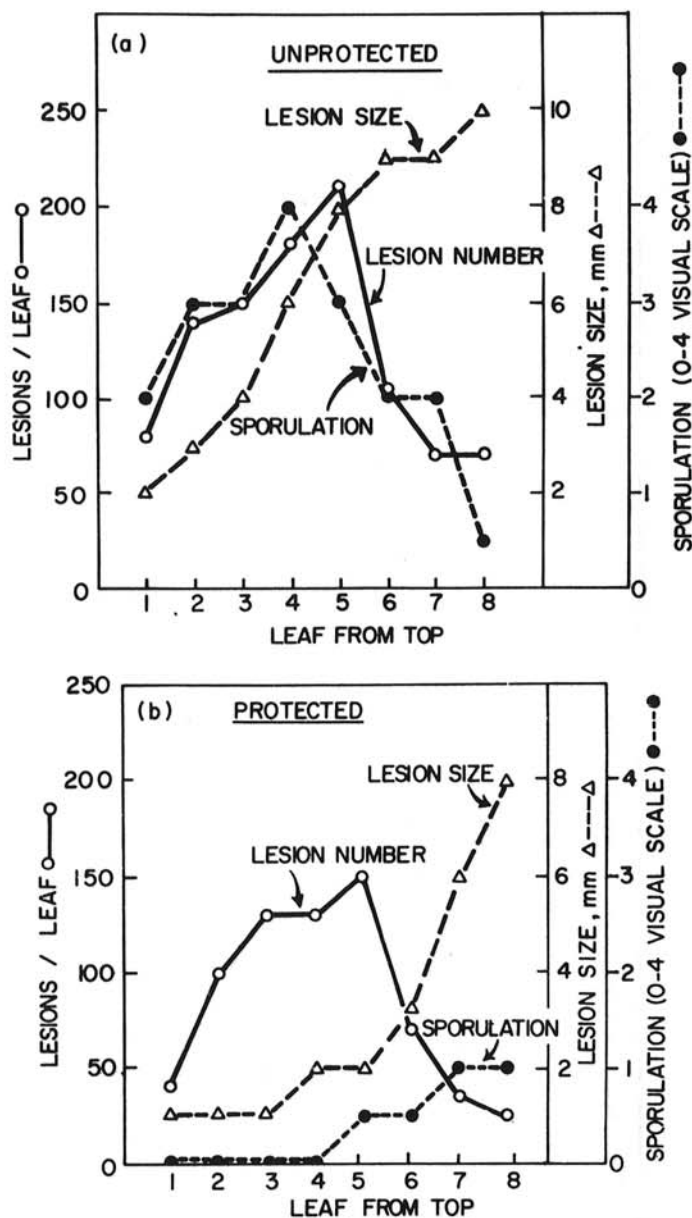 (a)
UNPROTECTED
LESION SIZE
LESION NUMBER
SPORULATION
LESIONS / LEAF
250
200
150
100
50
0
1 2 3 4 5 6 7 8
LEAF FROM TOP
10
8
6
4
2
LESION SIZE, mm
4
3
2
1
0
SPORULATION (0-4 VISUAL SCALE)
(b)
PROTECTED
LESION SIZE
LESION NUMBER
SPORULATION
LESIONS / LEAF
250
200
150
100
50
0
1 2 3 4 5 6 7 8
LEAF FROM TOP
8
6
4
2
LESION SIZE, mm
4
3
2
1
0
SPORULATION (0-4 VISUAL SCALE)